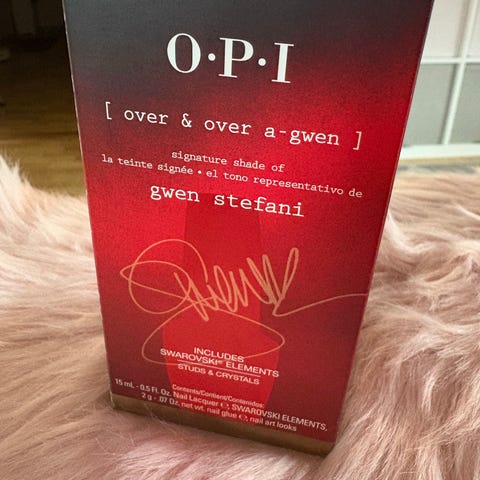 O·P·I
[ over & over a-gwen ]
signature shade of
la teinte signée • el tono representativo de
gwen stefani
Gwen
INCLUDES
SWAROVSKI® ELEMENTS
STUDS & CRYSTALS
15 mL - 0.5 Fl. Oz.
Contents/Contient/Contenidos:
Nail Lacquer, SWAROVSKI ELEMENTS,
2 g - .07 Oz. net wt. nail glue, nail art looks